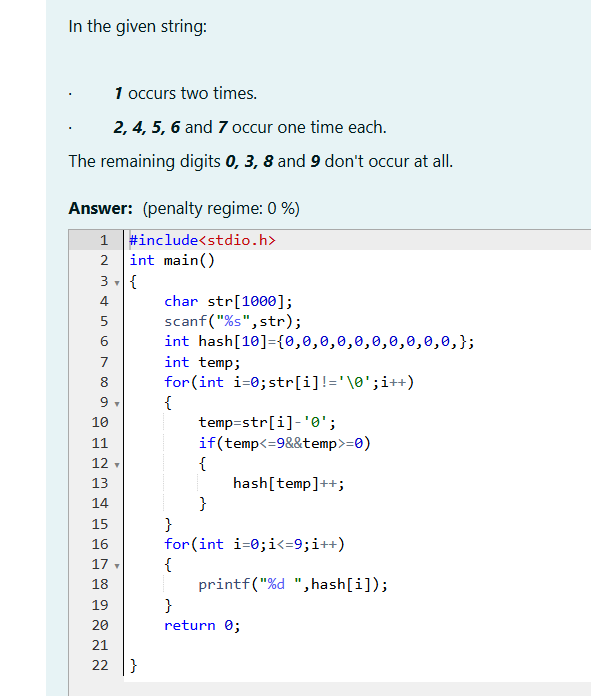 In the given string:
· 1 occurs two times.
· 2, 4, 5, 6 and 7 occur one time each.
The remaining digits 0, 3, 8 and 9 don't occur at all.
Answer: (penalty regime: 0 %)
1 #include<stdio.h>
2 int main()
3 {
4 char str[1000];
5 scanf("%s",str);
6 int hash[10]={0,0,0,0,0,0,0,0,0,0,};
7 int temp;
8 for(int i=0;str[i]!='\0';i++)
9 {
10 temp=str[i]-'0';
11 if(temp<=9&&temp>=0)
12 {
13 hash[temp]++;
14 }
15 }
16 for(int i=0;i<=9;i++)
17 {
18 printf("%d ",hash[i]);
19 }
20 return 0;
21
22 }